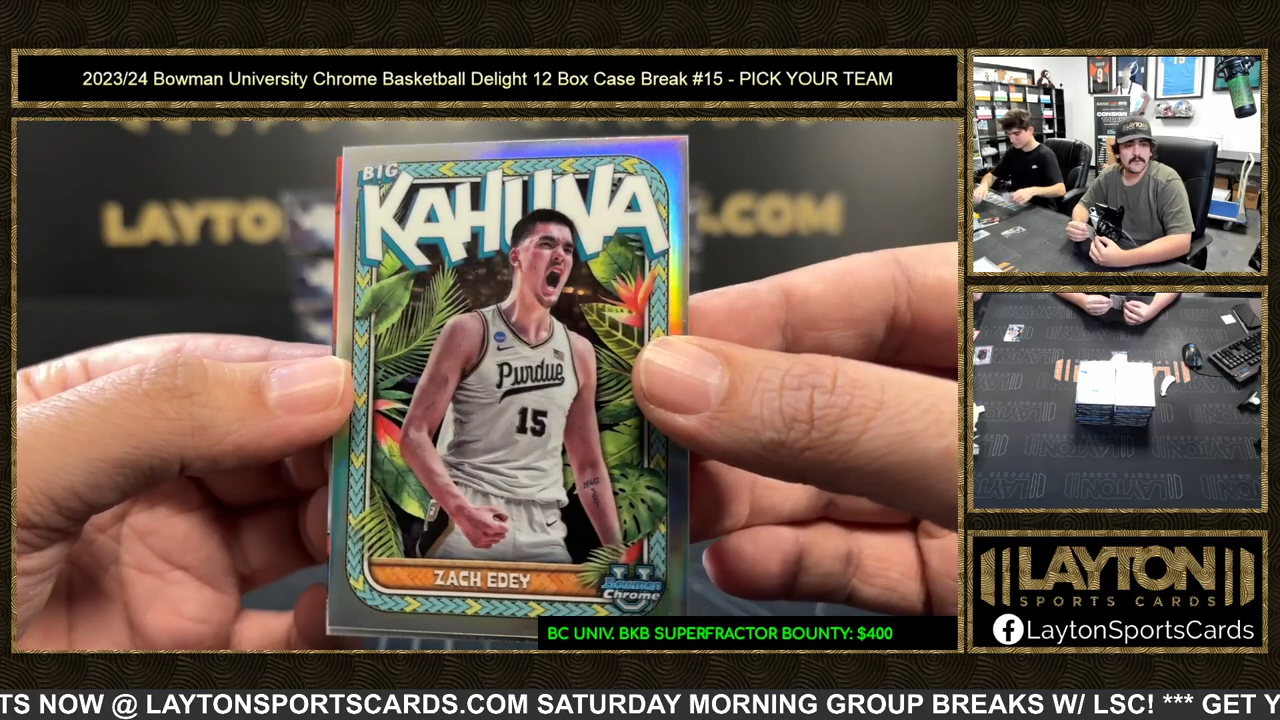 2023/24 Bowman University Chrome Basketball Delight 12 Box Case Break #15 - PICK YOUR TEAM
BIG
KAHUNA
Purdue
15
ZACH EDEY
Bowman
Chrome
BC UNIV. BKB SUPERFRACTOR BOUNTY: $400
LAYTON
SPORTS CARDS
LaytonSportsCards
TS NOW @ LAYTONSPORTSCARDS.COM SATURDAY MORNING GROUP BREAKS W/ LSC! *** GET Y